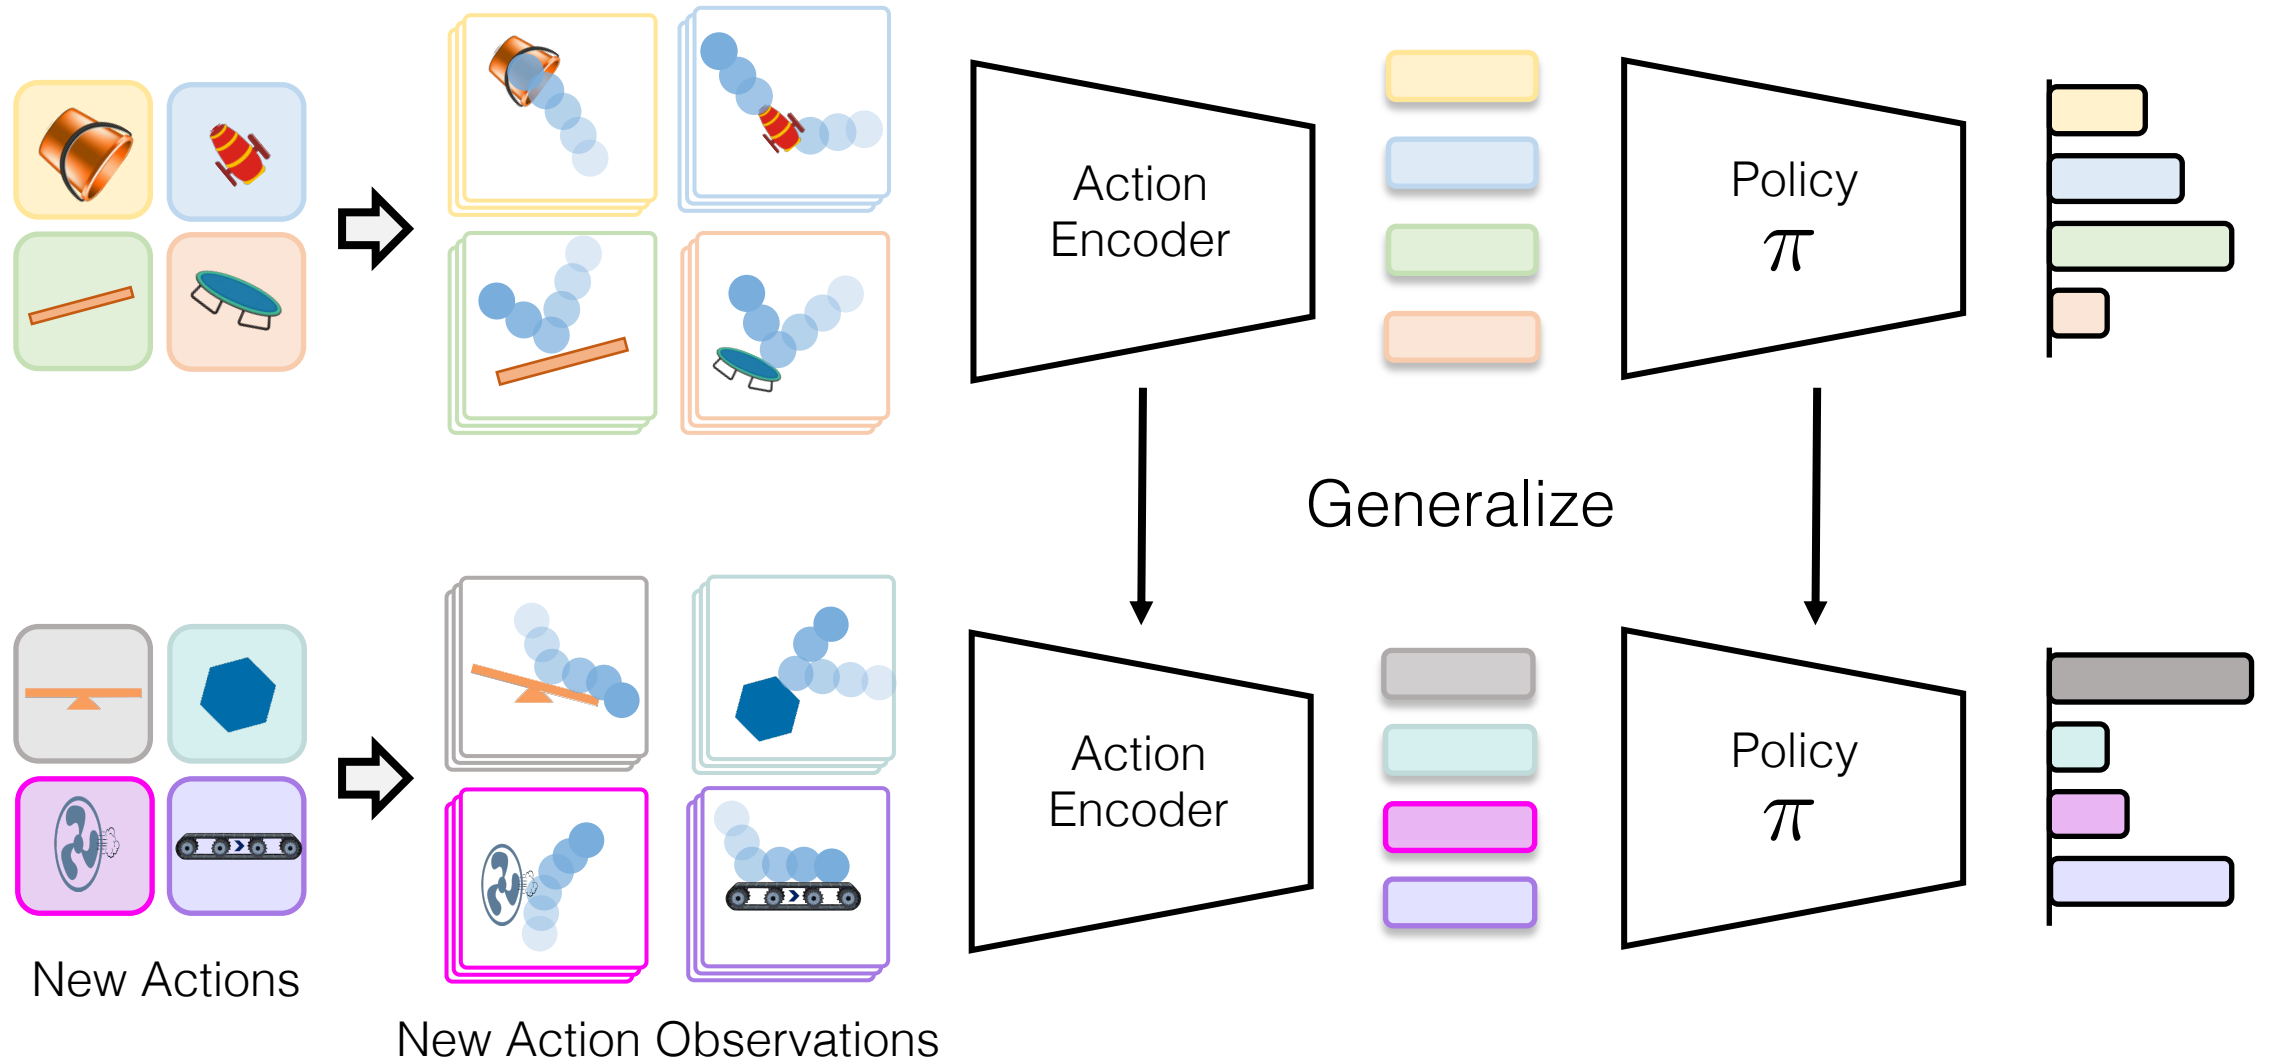 Action
Encoder
Policy
π
Generalize
Action
Encoder
Policy
π
New Actions
New Action Observations